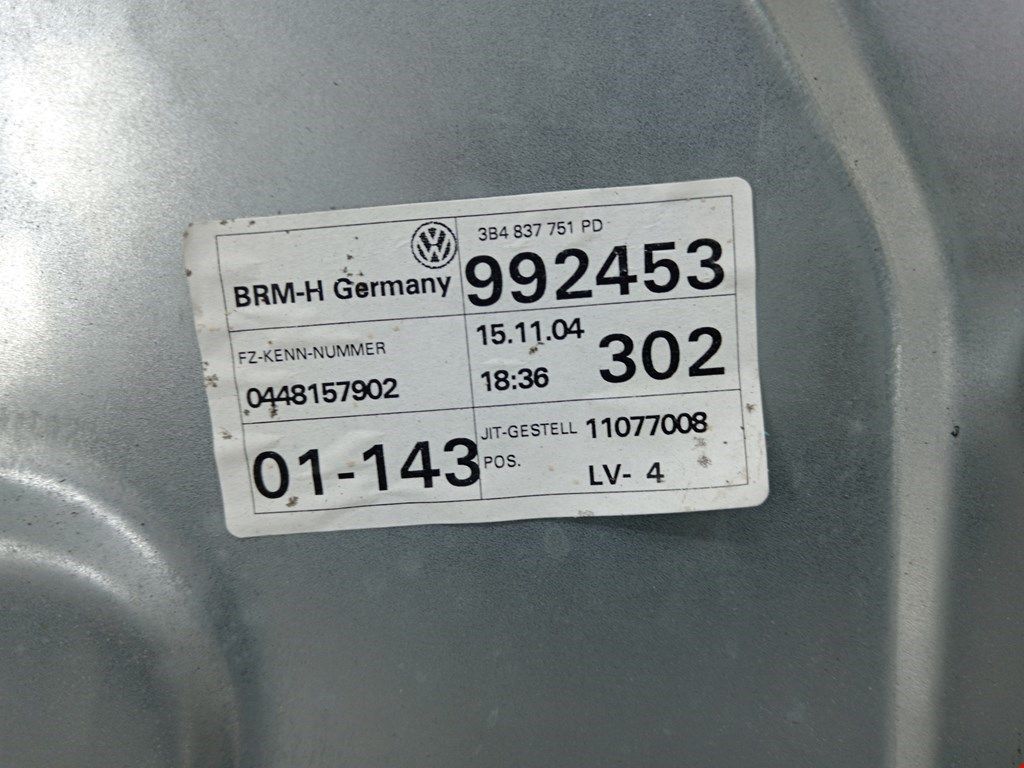 BRM-H Germany
3B4 837 751 PD
992453
FZ-KENN-NUMMER
0448157902
15.11.04
18:36
302
01-143
JIT-GESTELL 11077008
POS.
LV- 4